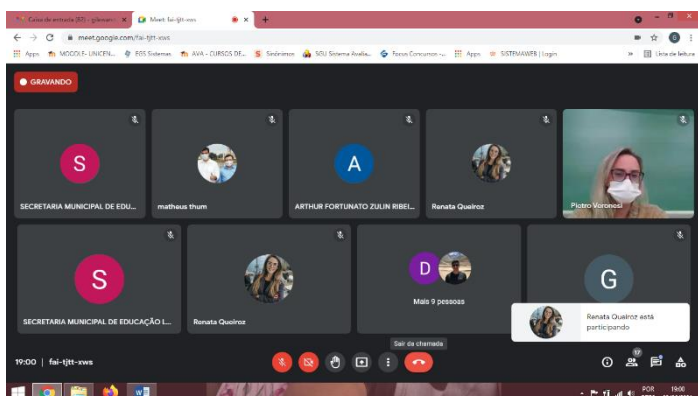 Caixa de entrada
Meet: fai-tjtt-xws
meet.google.com/fai-tjtt-xws
Apps
MOODLE- UNICEN...
EGS Sistemas
AVA - CURSOS DE...
Sinônimos
SGU Sistema Avalia...
Focus Concursos -...
Apps
SISTEMAWEB | Login
Lista de leitura
GRAVANDO
S
A
SECRETARIA MUNICIPAL DE EDU...
matheus thum
ARTHUR FORTUNATO ZULIN RIBEI...
Renata Queiroz
Pietro Voronesi
S
D
G
Mais 9 pessoas
SECRETARIA MUNICIPAL DE EDUCAÇÃO L...
Renata Queiroz
Renata Queiroz está
participando
Sair da chamada
19:00 | fai-tjtt-xws
17
POR
19:00